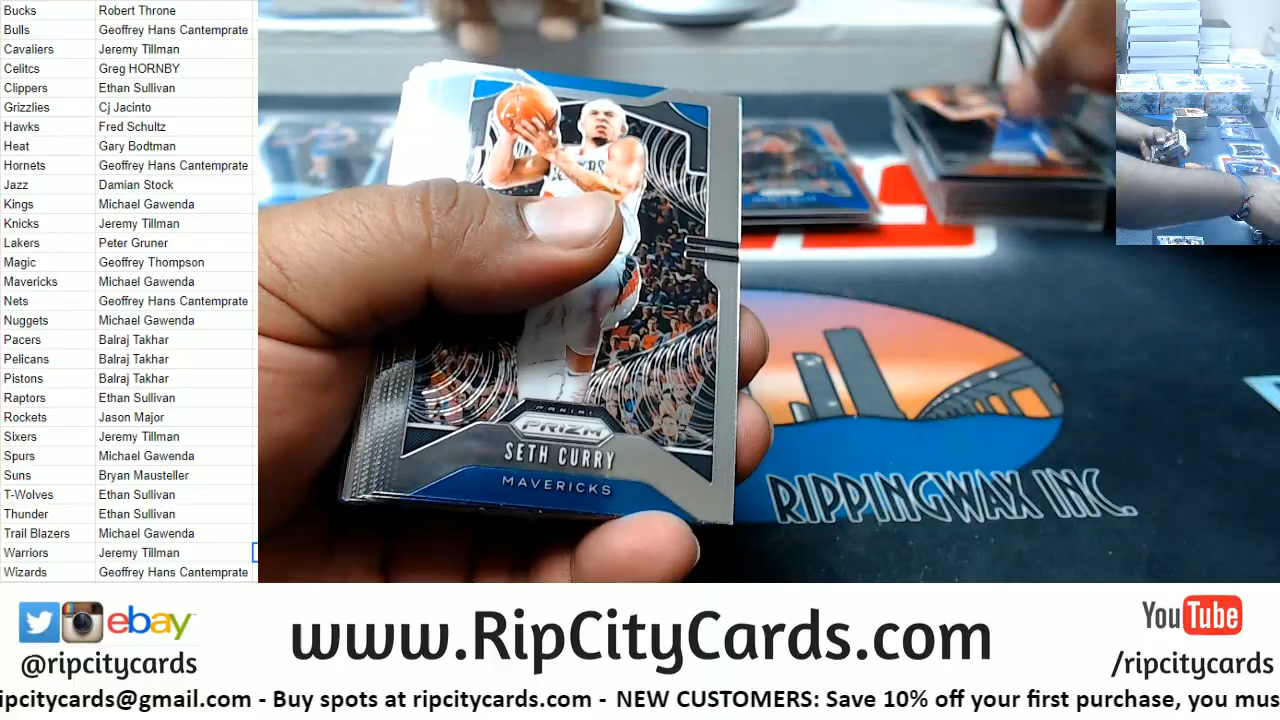 Bucks Robert Throne
Bulls Geoffrey Hans Cantemprate
Cavaliers Jeremy Tillman
Celitcs Greg HORNBY
Clippers Ethan Sullivan
Grizzlies Cj Jacinto
Hawks Fred Schultz
Heat Gary Bodtman
Hornets Geoffrey Hans Cantemprate
Jazz Damian Stock
Kings Michael Gawenda
Knicks Jeremy Tillman
Lakers Peter Gruner
Magic Geoffrey Thompson
Mavericks Michael Gawenda
Nets Geoffrey Hans Cantemprate
Nuggets Michael Gawenda
Pacers Balraj Takhar
Pelicans Balraj Takhar
Pistons Balraj Takhar
Raptors Ethan Sullivan
Rockets Jason Major
Sixers Jeremy Tillman
Spurs Michael Gawenda
Suns Bryan Mausteller
T-Wolves Ethan Sullivan
Thunder Ethan Sullivan
Trail Blazers Michael Gawenda
Warriors Jeremy Tillman
Wizards Geoffrey Hans Cantemprate
PANINI
PRIZM
SETH CURRY
MAVERICKS
RIPPINGWAX INC.
ebay
@ripcitycards
www.RipCityCards.com
YouTube
/ripcitycards
ipcitycards@gmail.com - Buy spots at ripcitycards.com - NEW CUSTOMERS: Save 10% off your first purchase, you mus